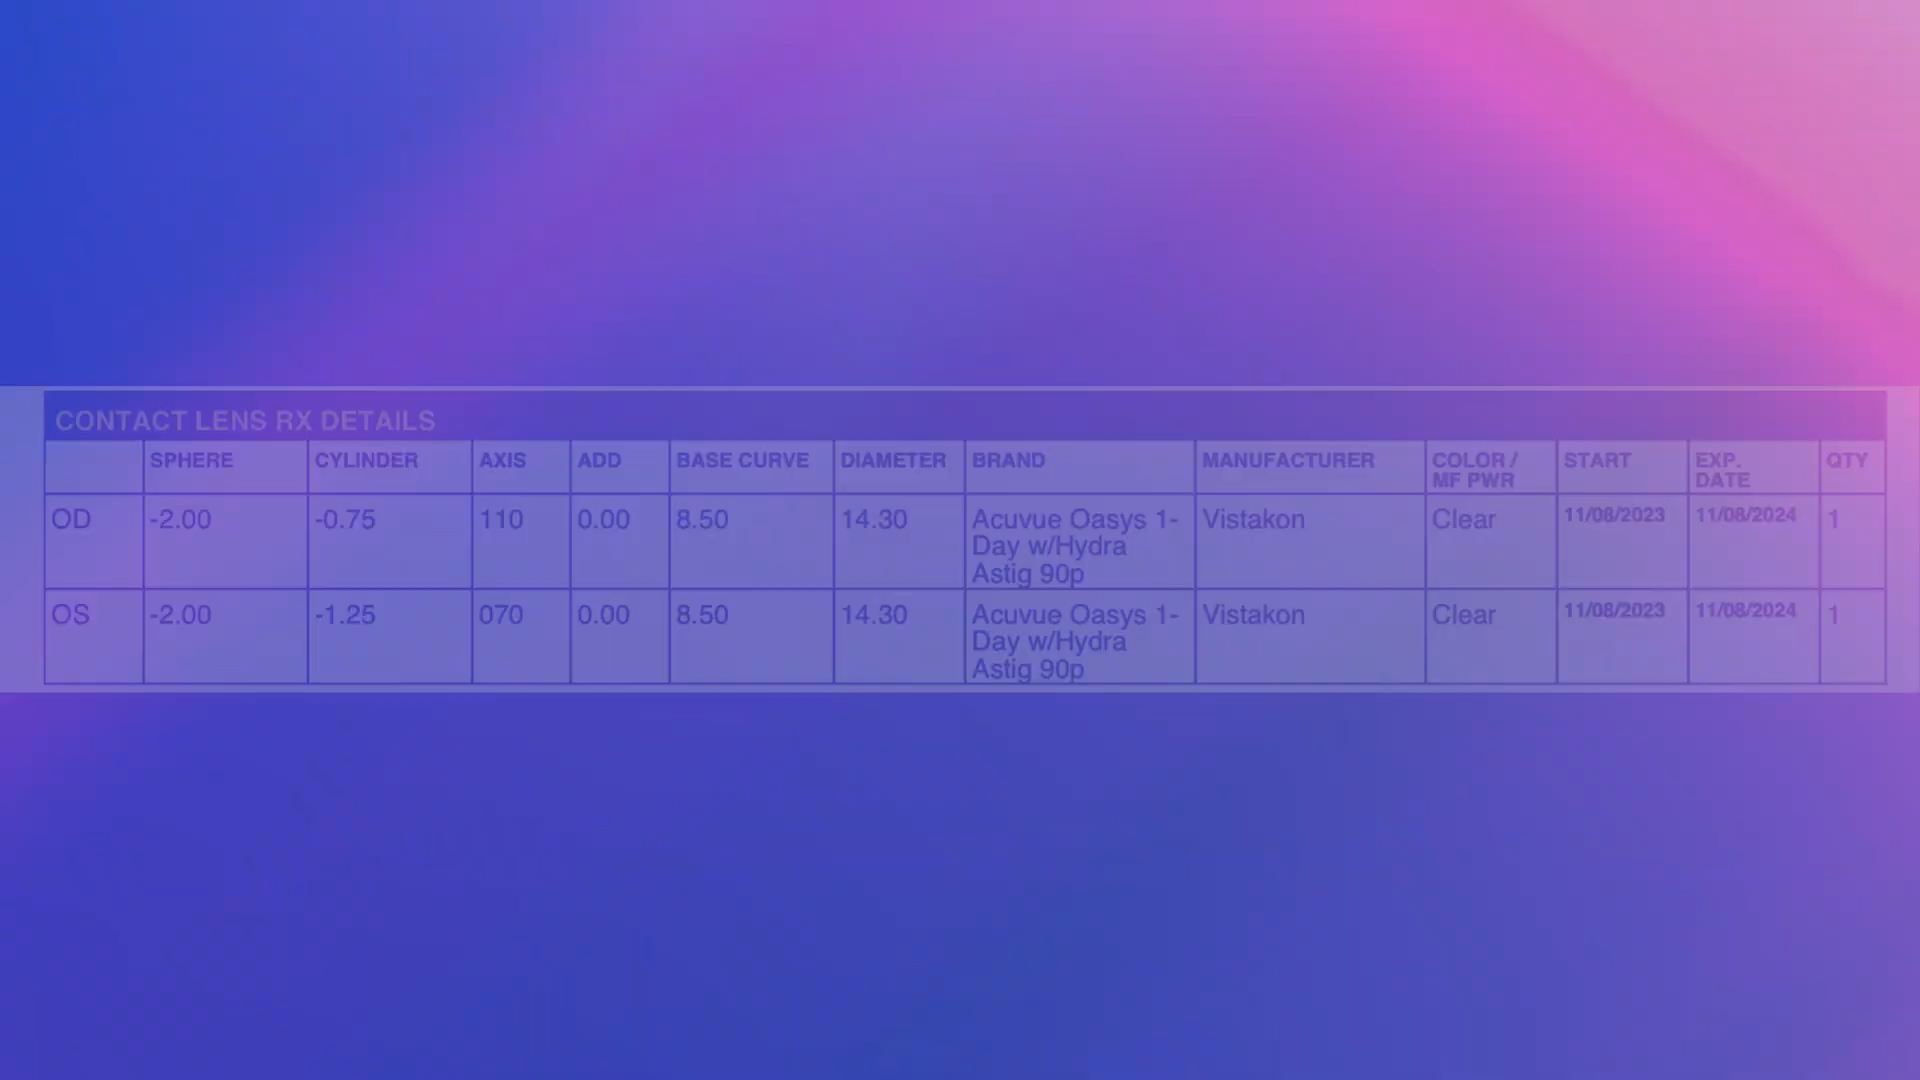 CONTACT LENS RX DETAILS
SPHERE CYLINDER AXIS ADD BASE CURVE DIAMETER BRAND MANUFACTURER COLOR / MF PWR START EXP. DATE QTY
OD -2.00 -0.75 110 0.00 8.50 14.30 Acuvue Oasys 1- Vistakon Clear 11/08/2023 11/08/2024 1
Day w/Hydra
Astig 90p
OS -2.00 -1.25 070 0.00 8.50 14.30 Acuvue Oasys 1- Vistakon Clear 11/08/2023 11/08/2024 1
Day w/Hydra
Astig 90p